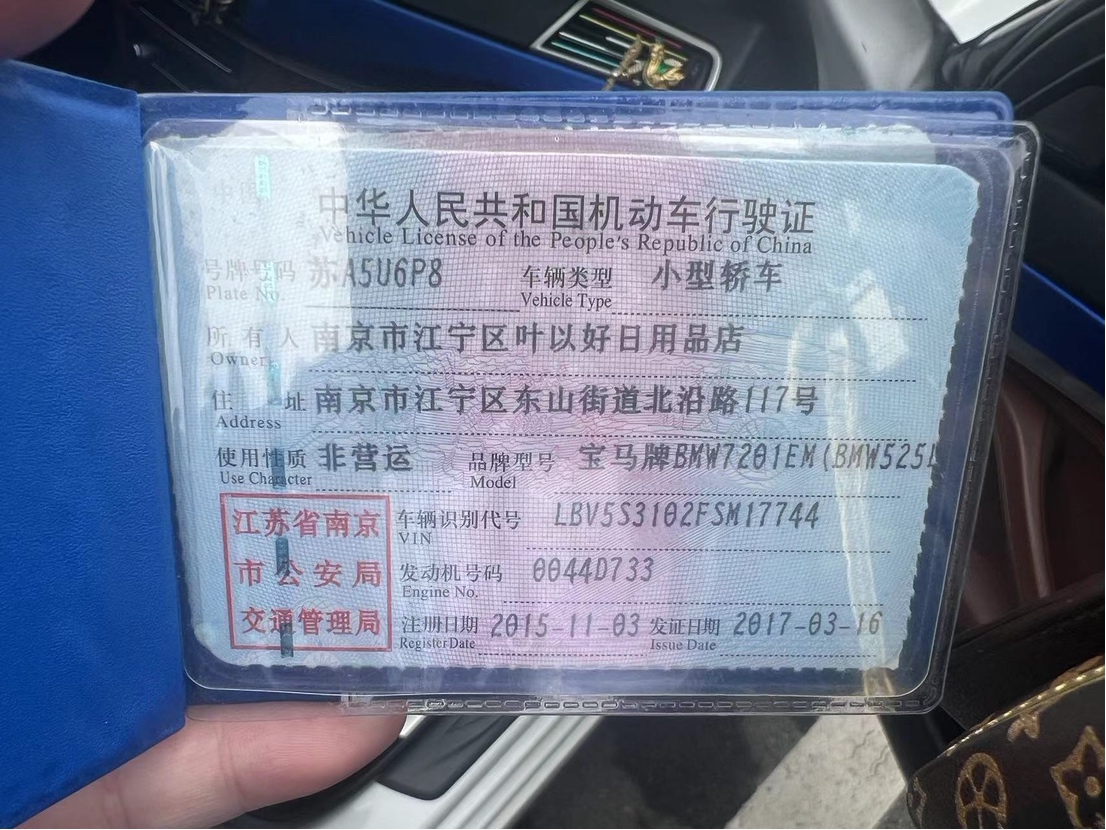 中华人民共和国机动车行驶证
Vehicle License of the People's Republic of China
号牌号码 苏A5U6P8 车辆类型 小型轿车
Plate No. Vehicle Type
所有人 南京市江宁区叶以好日用品店
Owner
住址 南京市江宁区东山街道北沿路117号
Address
使用性质 非营运 品牌型号 宝马牌BMW7201EM(BMW525L
Use Character Model
江苏省南京
市公安局
交通管理局
车辆识别代号 LBV5S3102FSM17744
VIN
发动机号码 0044D733
Engine No.
注册日期 2015-11-03 发证日期 2017-03-16
Register Date Issue Date